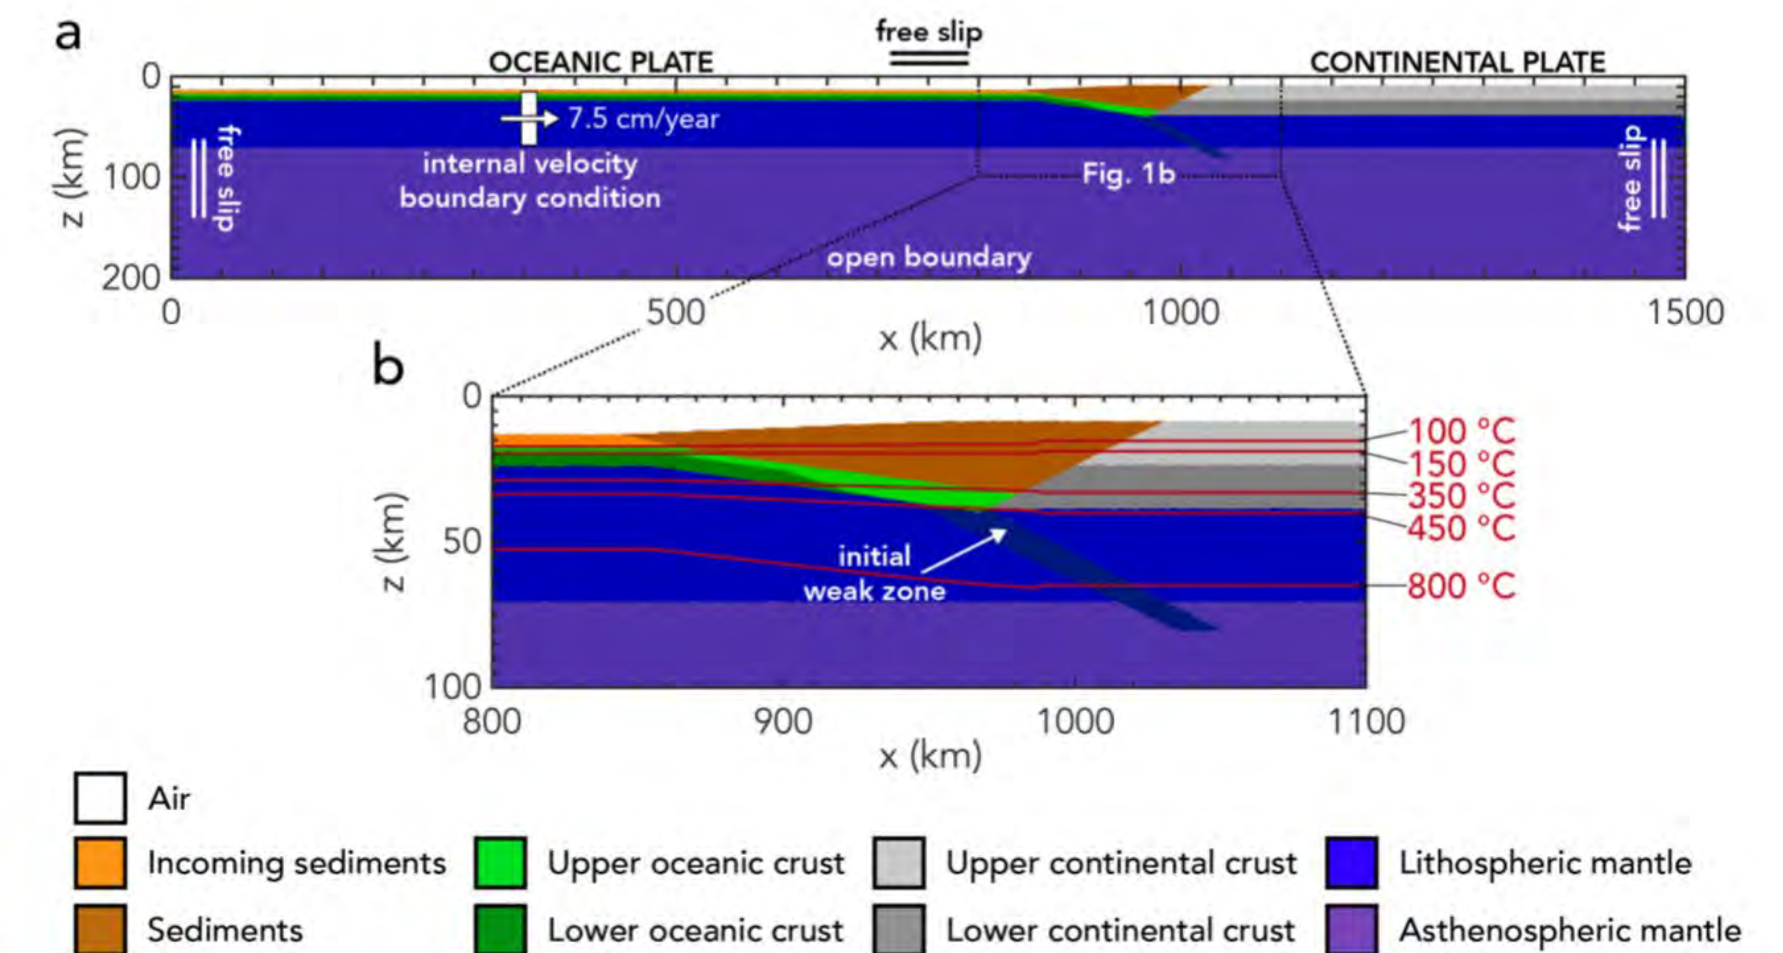 a
free slip
OCEANIC PLATE
CONTINENTAL PLATE
0
100
200
z (km)
free slip
7.5 cm/year
internal velocity
boundary condition
Fig. 1b
open boundary
free slip
0
500
1000
1500
x (km)
b
0
50
100
z (km)
initial
weak zone
100 °C
150 °C
350 °C
450 °C
800 °C
800
900
1000
1100
x (km)
Air
Incoming sediments
Upper oceanic crust
Upper continental crust
Lithospheric mantle
Sediments
Lower oceanic crust
Lower continental crust
Asthenospheric mantle